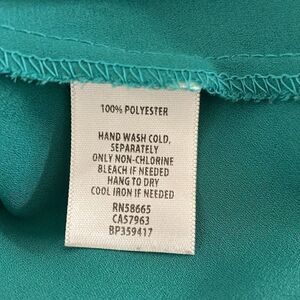 100% POLYESTER
HAND WASH COLD,
SEPARATELY
ONLY NON-CHLORINE
BLEACH IF NEEDED
HANG TO DRY
COOL IRON IF NEEDED
RN58665
CA57963
BP359417